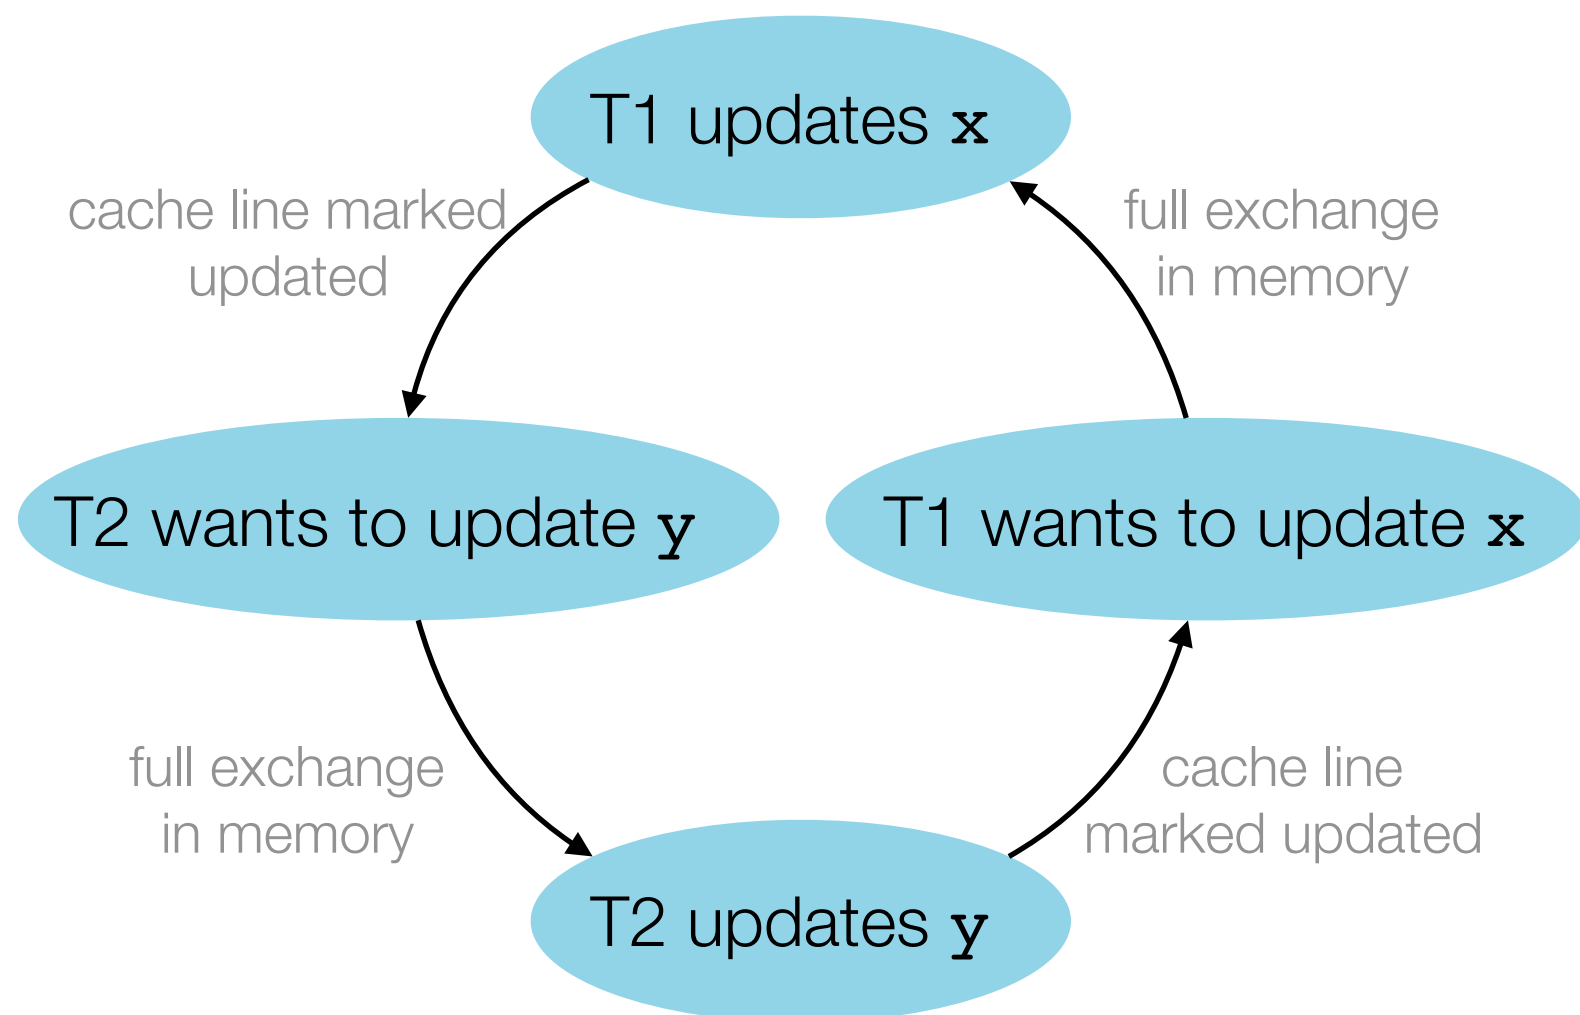 T1 updates x
cache line marked
updated
full exchange
in memory
T2 wants to update y
T1 wants to update x
full exchange
in memory
cache line
marked updated
T2 updates y